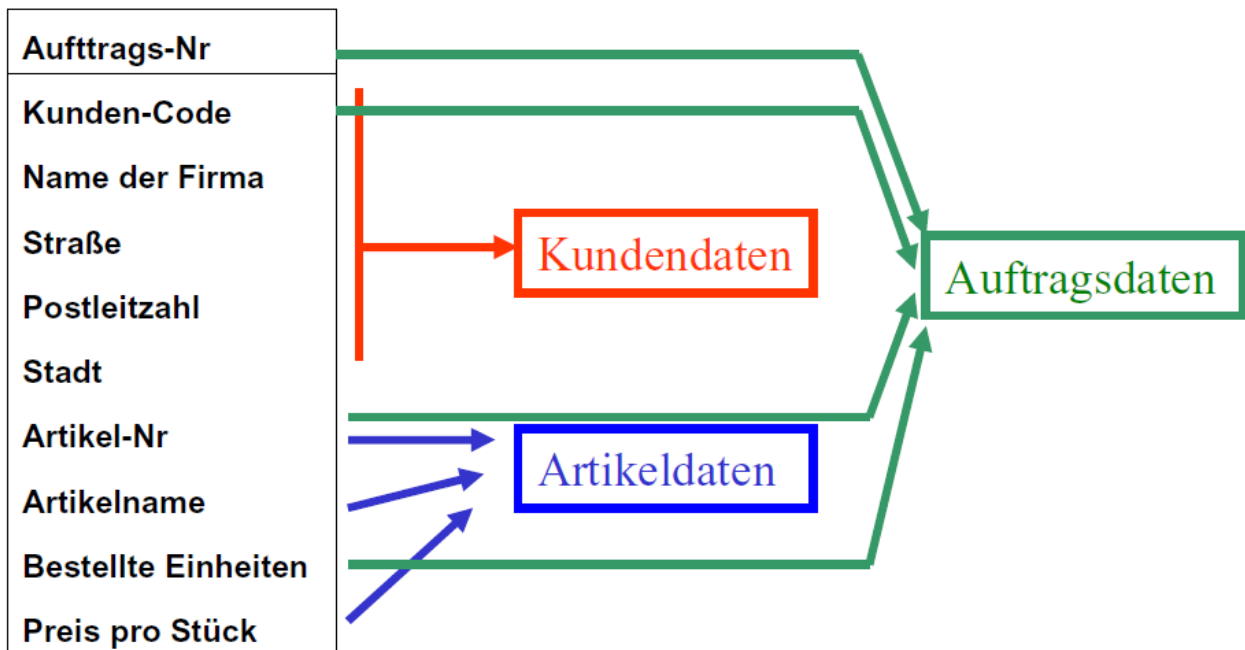 Aufttrags-Nr
Kunden-Code
Name der Firma
Straße
Postleitzahl
Stadt
Artikel-Nr
Artikelname
Bestellte Einheiten
Preis pro Stück
Kundendaten
Artikeldaten
Auftragsdaten